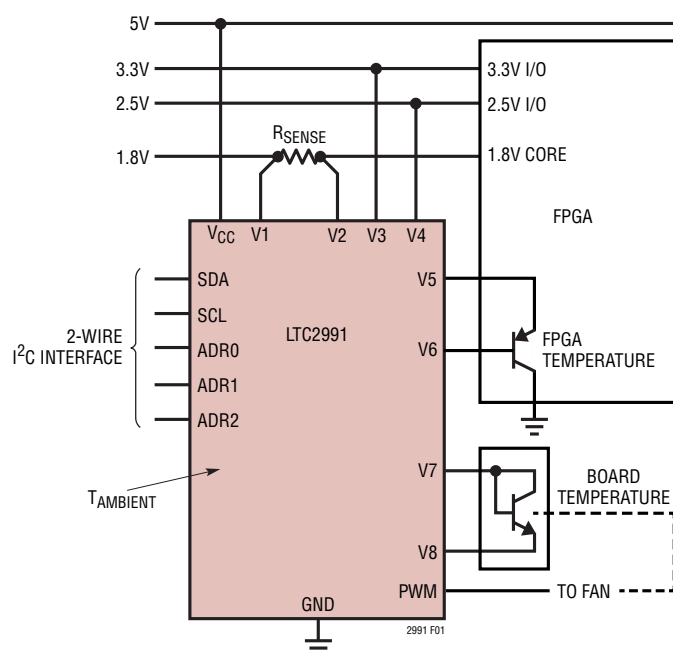 5V
3.3V
2.5V
RSENSE
1.8V
3.3V I/O
2.5V I/O
1.8V CORE
FPGA
VCC
V1
V2
V3
V4
SDA
SCL
ADR0
ADR1
ADR2
2-WIRE
I2C INTERFACE
LTC2991
V5
V6
FPGA
TEMPERATURE
TAMBIENT
V7
V8
BOARD
TEMPERATURE
PWM
TO FAN
GND
2991 F01